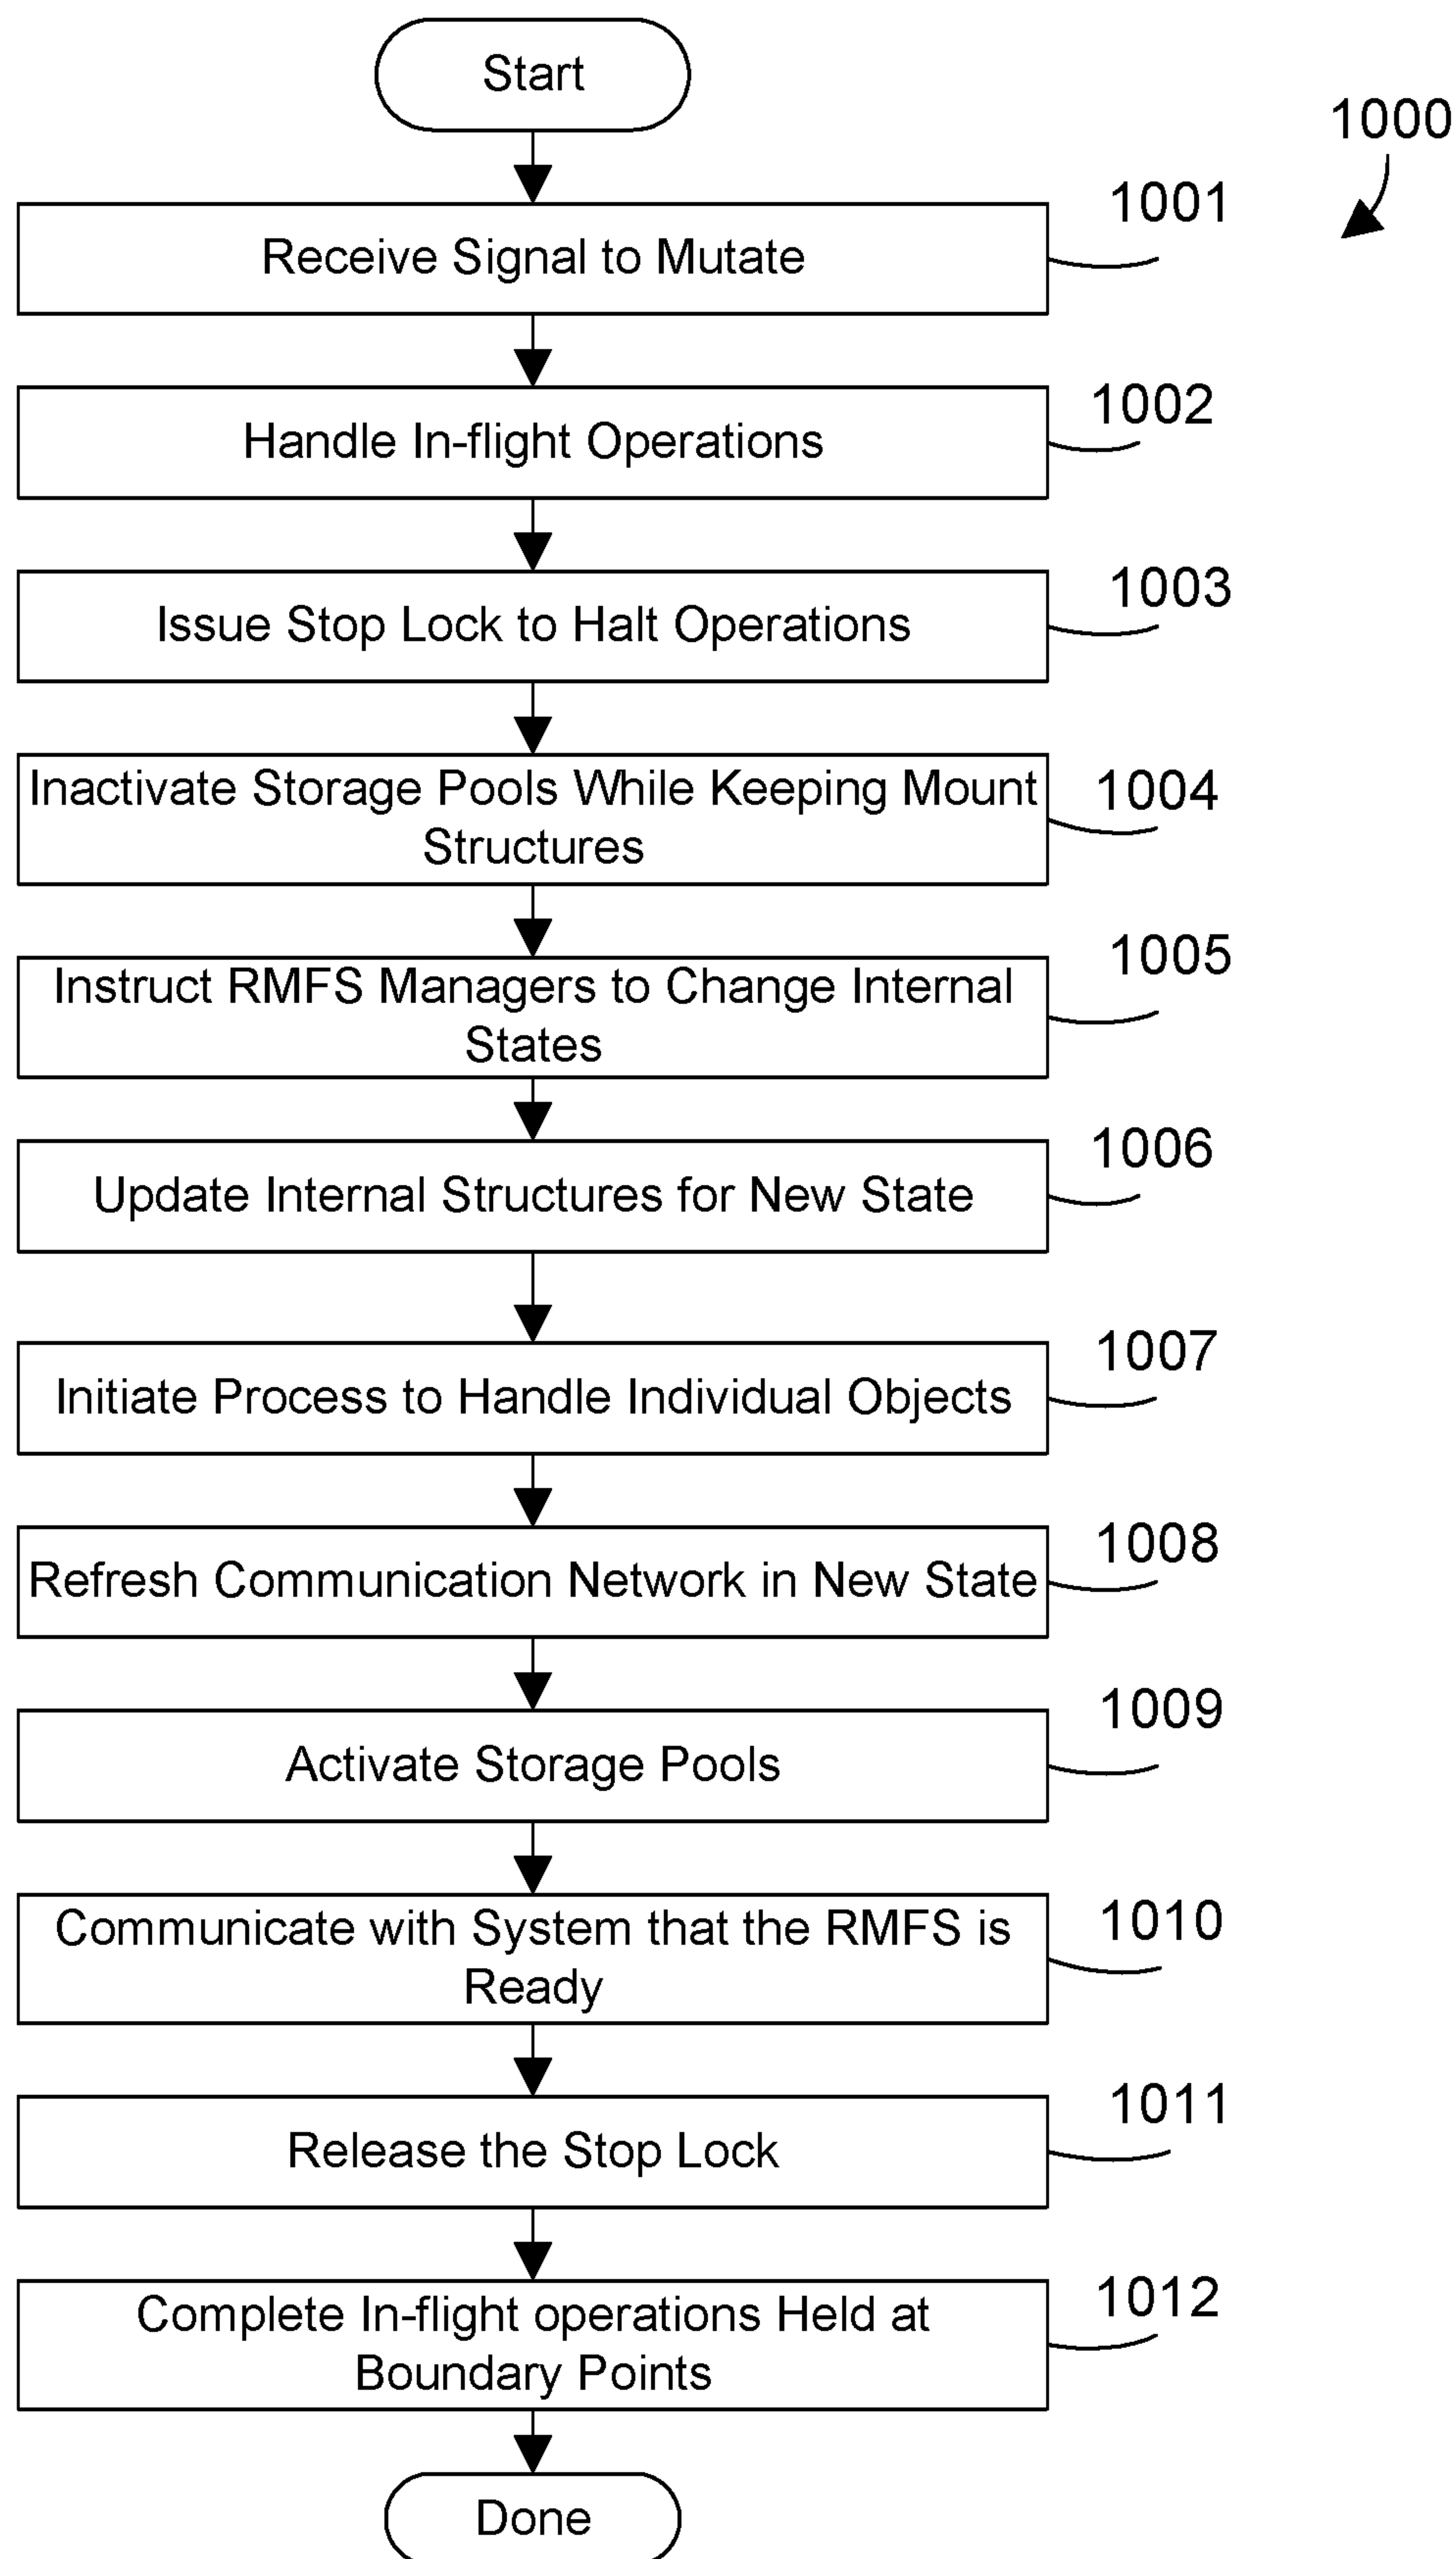 Start
1000
1001
Receive Signal to Mutate
1002
Handle In-flight Operations
1003
Issue Stop Lock to Halt Operations
1004
Inactivate Storage Pools While Keeping Mount
Structures
1005
Instruct RMFS Managers to Change Internal
States
1006
Update Internal Structures for New State
1007
Initiate Process to Handle Individual Objects
1008
Refresh Communication Network in New State
1009
Activate Storage Pools
1010
Communicate with System that the RMFS is
Ready
1011
Release the Stop Lock
1012
Complete In-flight operations Held at
Boundary Points
Done